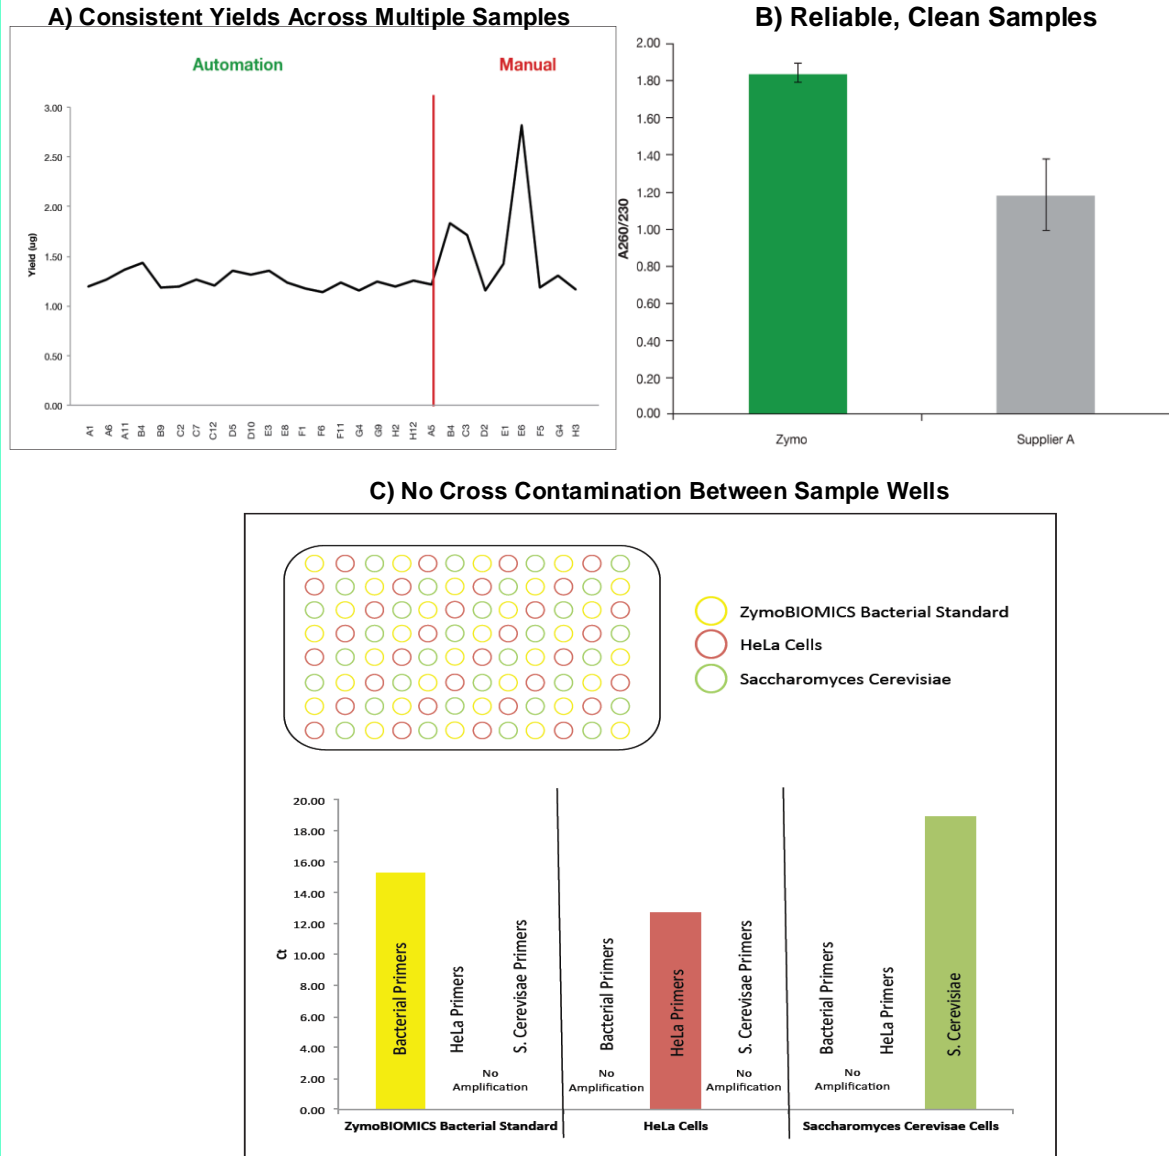 A) Consistent Yields Across Multiple Samples
Automation
Manual
Yield (ug)
3.00
2.50
2.00
1.50
1.00
0.50
0.00
A1 A6 A11 B4 B9 C2 C7 C12 D5 D10 E3 E8 F1 F6 F11 G4 G9 H2 H12 A5 B4 C3 D2 E1 E6 F5 G4 H3
B) Reliable, Clean Samples
A260/230
2.00
1.80
1.60
1.40
1.20
1.00
0.80
0.60
0.40
0.20
0.00
Zymo
Supplier A
C) No Cross Contamination Between Sample Wells
ZymoBIOMICS Bacterial Standard
HeLa Cells
Saccharomyces Cerevisiae
Ct
20.00
18.00
16.00
14.00
12.00
10.00
8.00
6.00
4.00
2.00
0.00
Bacterial Primers
HeLa Primers
S. Cerevisae Primers
No
Amplification
Bacterial Primers
No
Amplification
HeLa Primers
S. Cerevisae Primers
No
Amplification
Bacterial Primers
HeLa Primers
No
Amplification
S. Cerevisiae
ZymoBIOMICS Bacterial Standard
HeLa Cells
Saccharomyces Cerevisae Cells